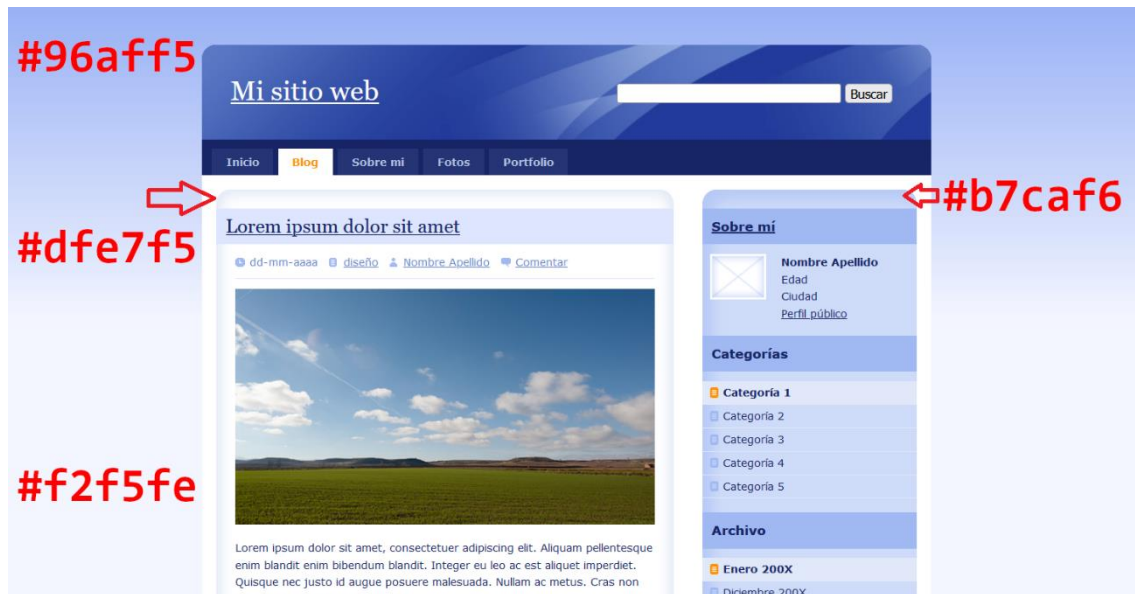 #96aff5
Mi sitio web
Buscar
Inicio Blog Sobre mi Fotos Portfolio
#b7caf6
#dfe7f5
Lorem ipsum dolor sit amet
dd-mm-aaaa diseño Nombre Apellido Comentar
Sobre mí
Nombre Apellido
Edad
Ciudad
Perfil público
Categorías
Categoría 1
Categoría 2
Categoría 3
Categoría 4
Categoría 5
#f2f5fe
Archivo
Enero 200X
Diciembre 200X
Lorem ipsum dolor sit amet, consectetuer adipiscing elit. Aliquam pellentesque
enim blandit enim bibendum blandit. Integer eu leo ac est aliquet imperdiet.
Quisque nec justo id augue posuere malesuada. Nullam ac metus. Cras non